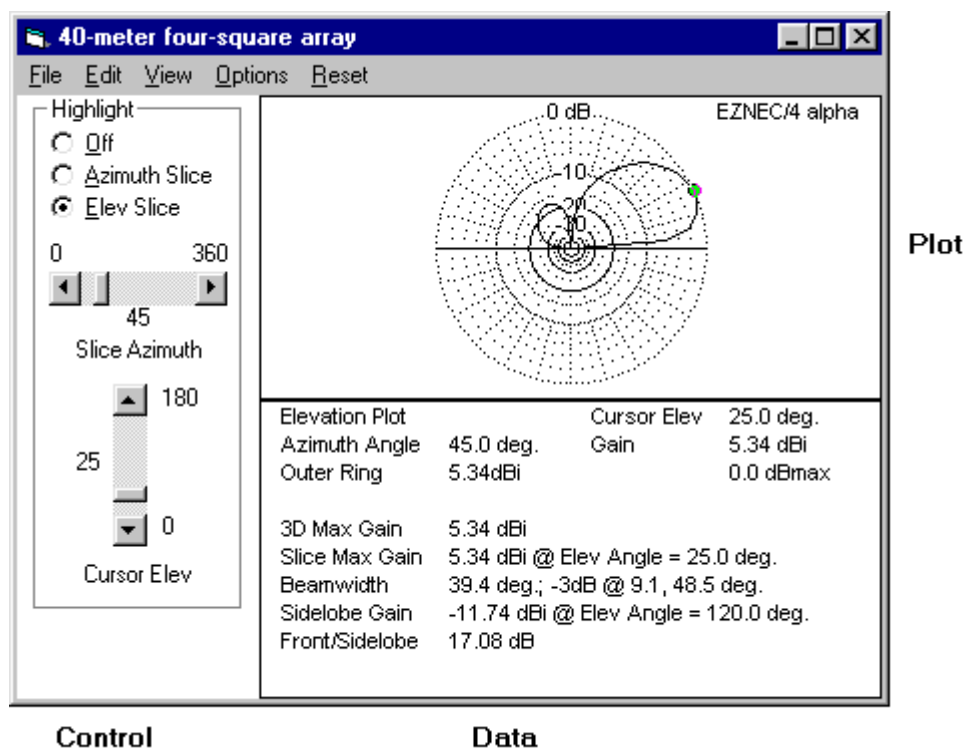 40-meter four-square array
File Edit View Options Reset
Highlight
Off
Azimuth Slice
Elev Slice
0 360
45
Slice Azimuth
180
25
0
Cursor Elev
0 dB
EZNEC/4 alpha
10
20
Plot
Elevation Plot Cursor Elev 25.0 deg.
Azimuth Angle 45.0 deg. Gain 5.34 dBi
Outer Ring 5.34dBi 0.0 dBmax
3D Max Gain 5.34 dBi
Slice Max Gain 5.34 dBi @ Elev Angle = 25.0 deg.
Beamwidth 39.4 deg.; -3dB @ 9.1, 48.5 deg.
Sidelobe Gain -11.74 dBi @ Elev Angle = 120.0 deg.
Front/Sidelobe 17.08 dB
Control Data